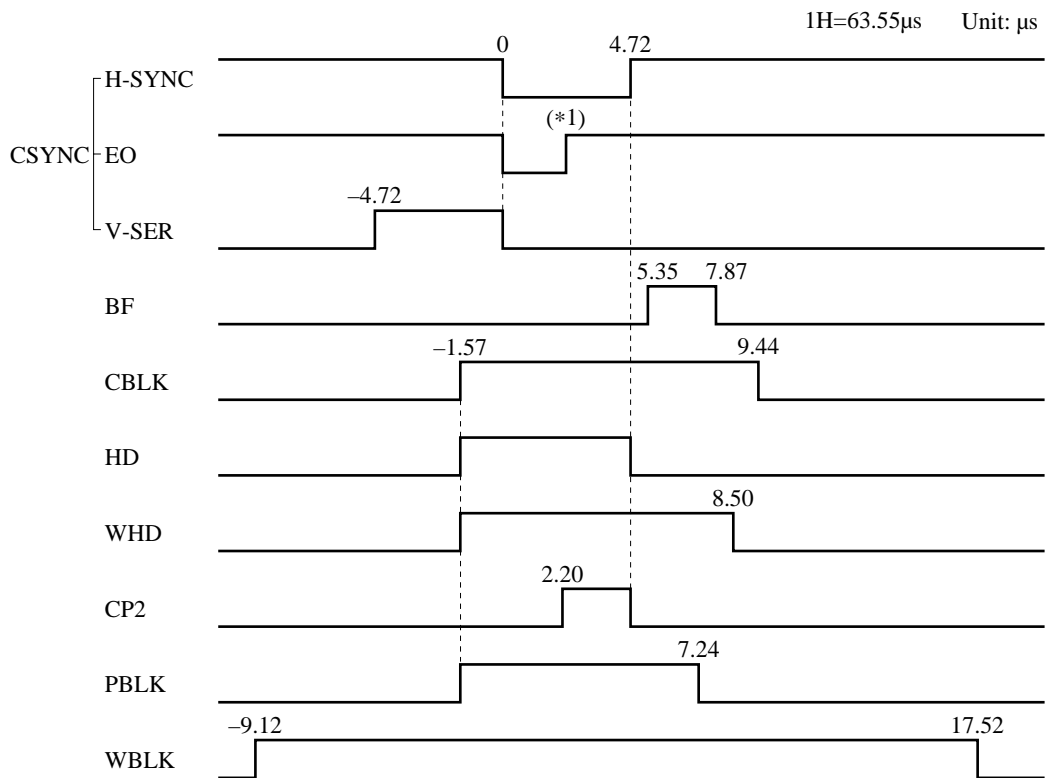 1H=63.55μs Unit: μs
0 4.72
H-SYNC
(*1)
CSYNC EO
–4.72
V-SER
5.35 7.87
BF
–1.57 9.44
CBLK
HD
8.50
WHD
2.20
CP2
7.24
PBLK
–9.12 17.52
WBLK